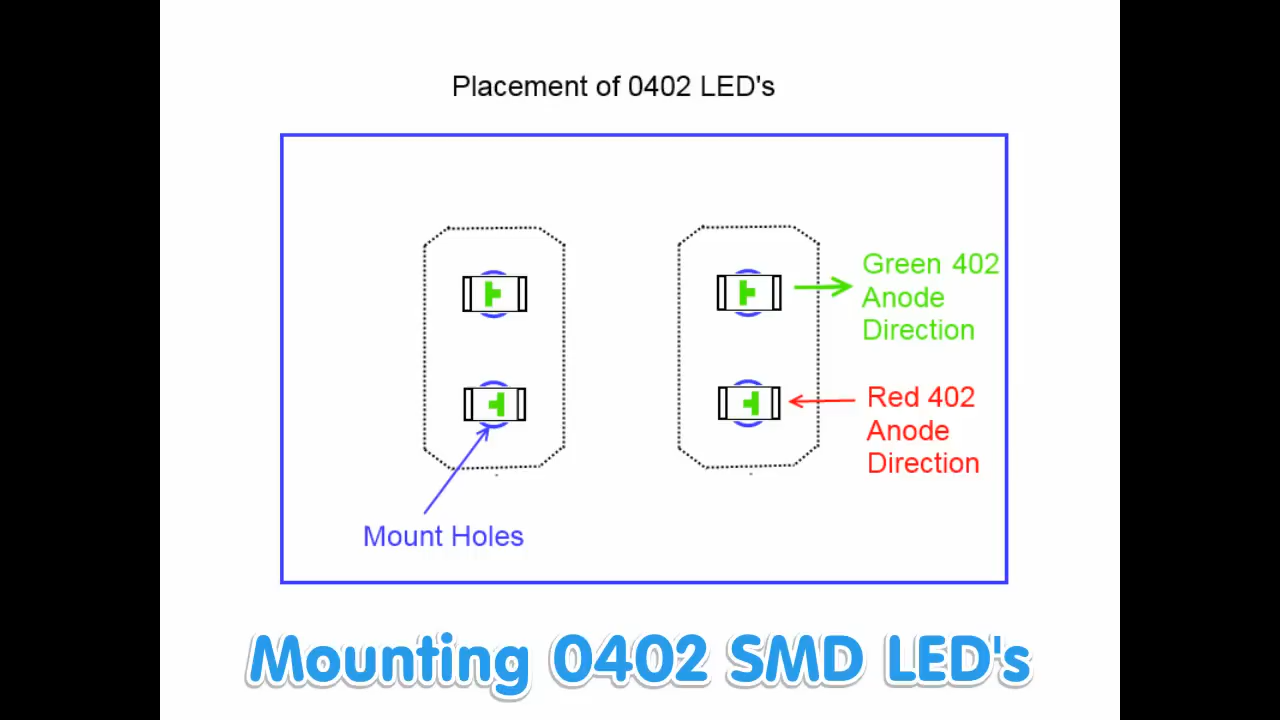 Placement of 0402 LED's
Green 402
Anode
Direction
Red 402
Anode
Direction
Mount Holes
Mounting 0402 SMD LED's